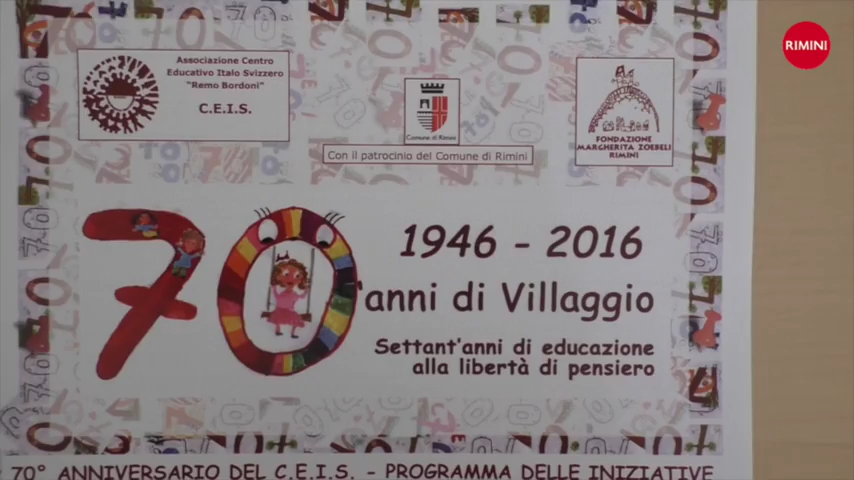 RIMINI
Associazione Centro
Educativo Italo Svizzero
"Remo Bordoni"
C.E.I.S.
Comune di Rimini
Con il patrocinio del Comune di Rimini
FONDAZIONE
MARGHERITA ZOEBELI
RIMINI
70
1946 - 2016
'anni di Villaggio
Settant'anni di educazione
alla libertà di pensiero
70° ANNIVERSARIO DEL C.E.I.S. - PROGRAMMA DELLE INIZIATIVE